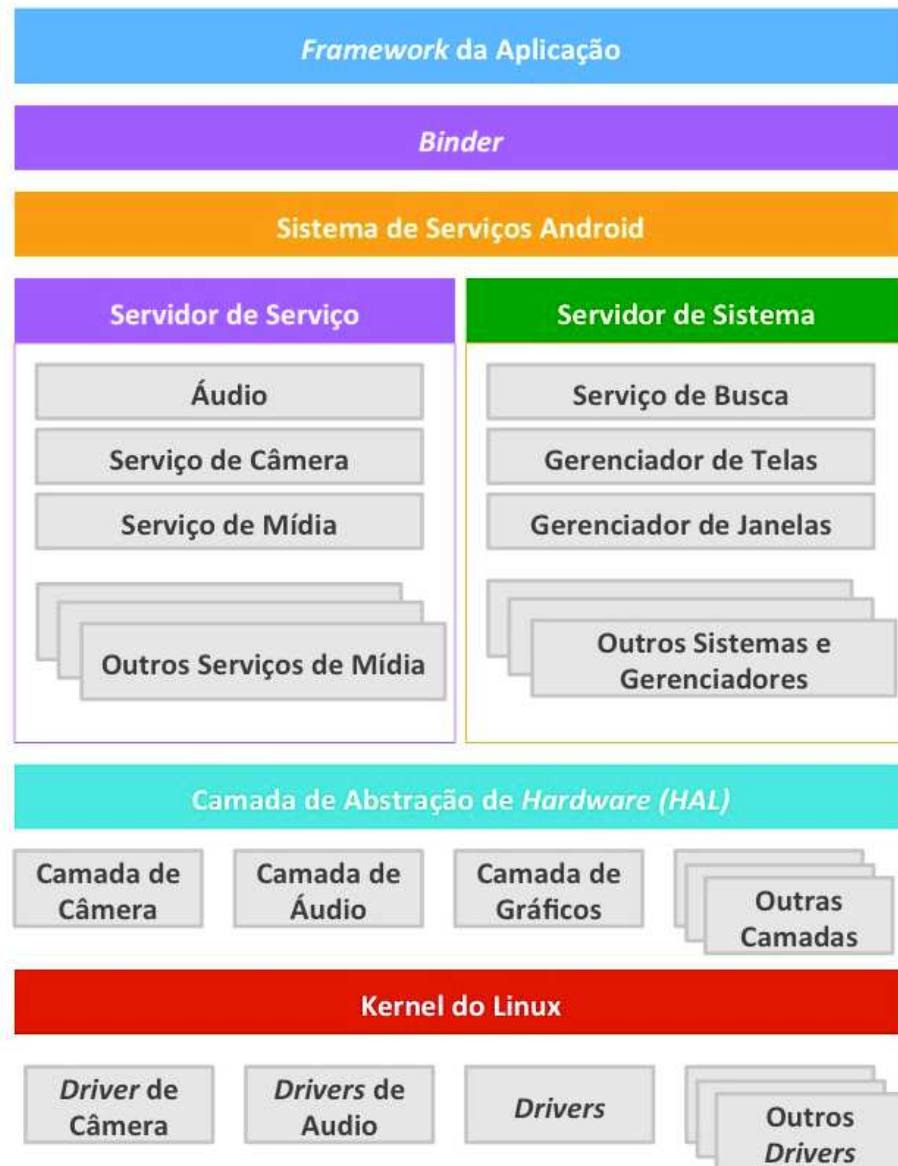 Framework da Aplicação
Binder
Sistema de Serviços Android
Servidor de Serviço
Áudio
Serviço de Câmera
Serviço de Mídia
Outros Serviços de Mídia
Servidor de Sistema
Serviço de Busca
Gerenciador de Telas
Gerenciador de Janelas
Outros Sistemas e
Gerenciadores
Camada de Abstração de Hardware (HAL)
Camada de
Câmera
Camada de
Áudio
Camada de
Gráficos
Outras
Camadas
Kernel do Linux
Driver de
Câmera
Drivers de
Audio
Drivers
Outros
Drivers